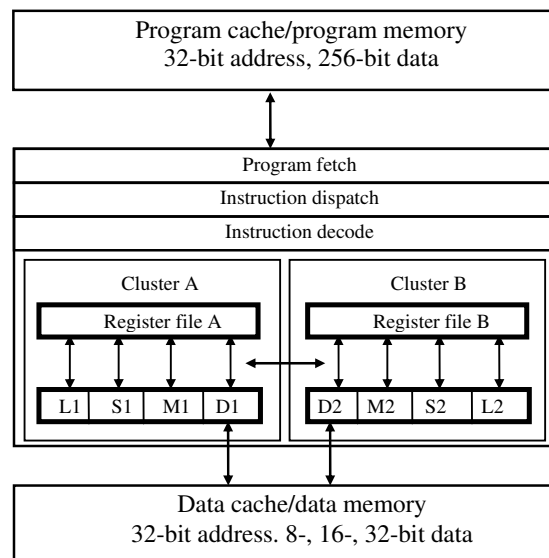 Program cache/program memory
32-bit address, 256-bit data
Program fetch
Instruction dispatch
Instruction decode
Cluster A
Cluster B
Register file A
Register file B
L1 S1 M1 D1
D2 M2 S2 L2
Data cache/data memory
32-bit address. 8-, 16-, 32-bit data